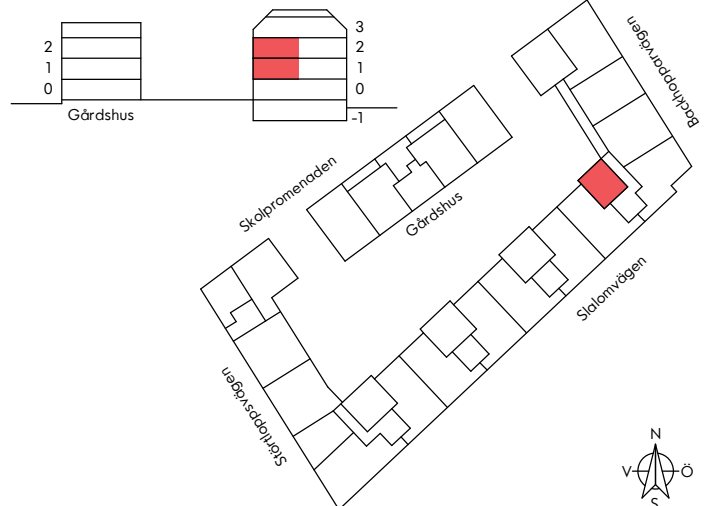 3
2
2
1
1
0
0
-1
Gårdshus
Backhopparvägen
Skolpromenaden
Gårdshus
Slalomvägen
Störtloppsvägen
N
V
Ö
S